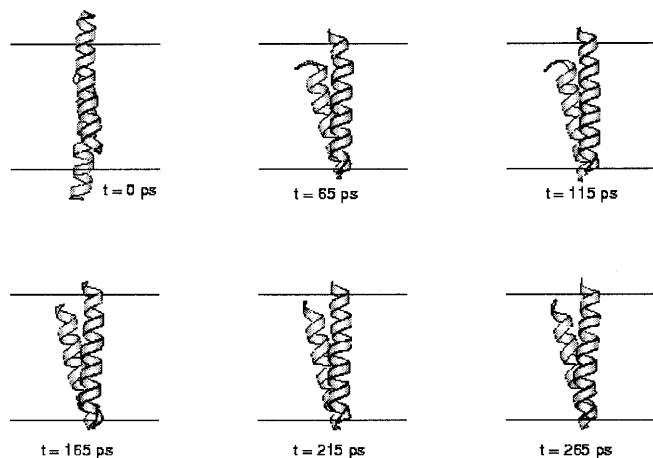 t = 0 ps
t = 65 ps
t = 115 ps
t = 165 ps
t = 215 ps
t = 265 ps